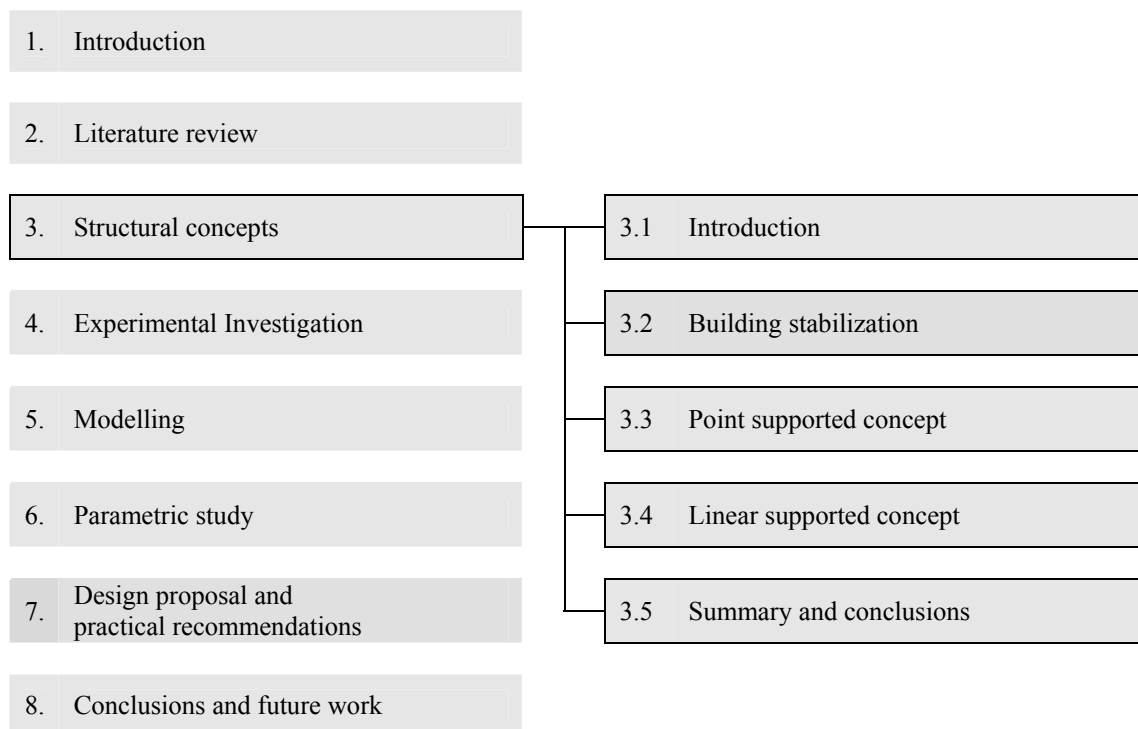 1. Introduction
2. Literature review
3. Structural concepts
3.1 Introduction
4. Experimental Investigation
3.2 Building stabilization
5. Modelling
3.3 Point supported concept
6. Parametric study
3.4 Linear supported concept
7. Design proposal and
practical recommendations
3.5 Summary and conclusions
8. Conclusions and future work